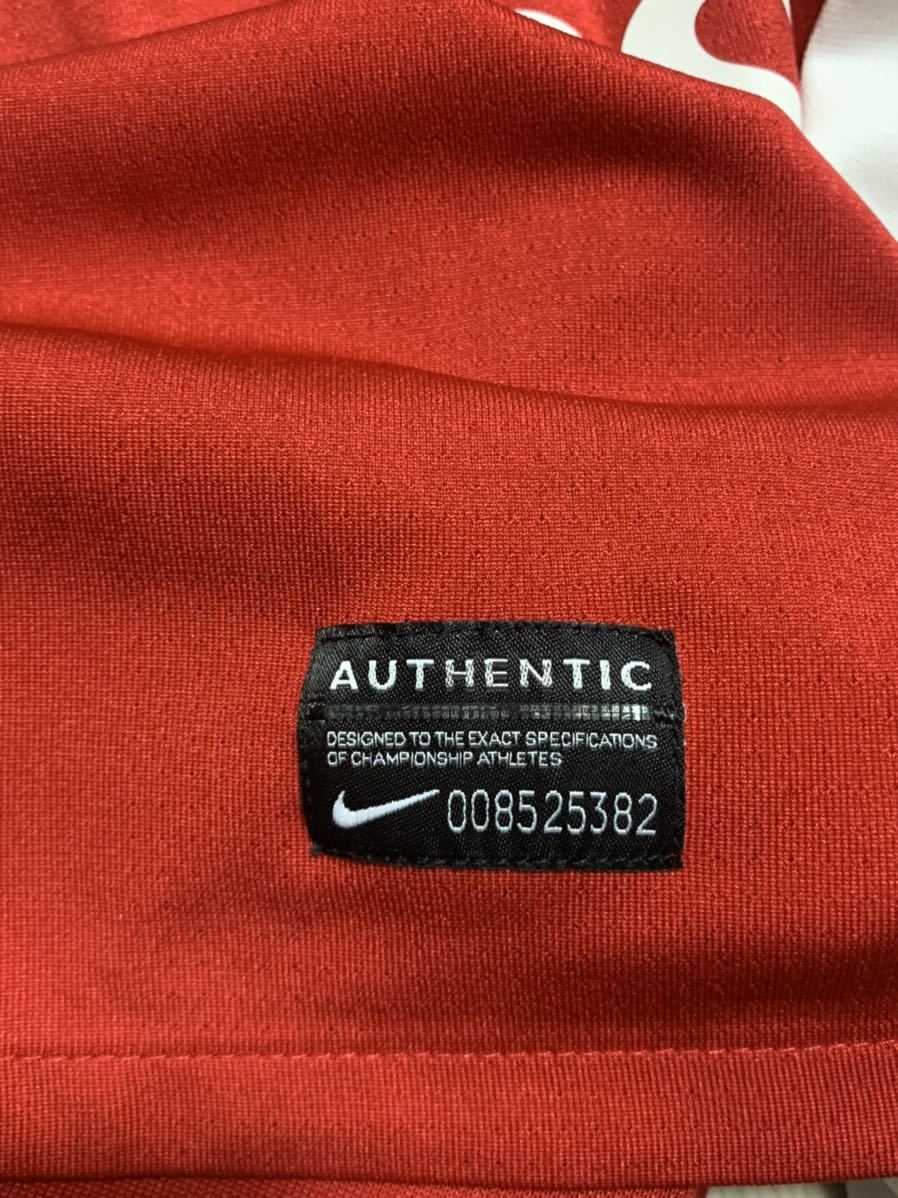 AUTHENTIC
DESIGNED TO THE EXACT SPECIFICATIONS
OF CHAMPIONSHIP ATHLETES
008525382